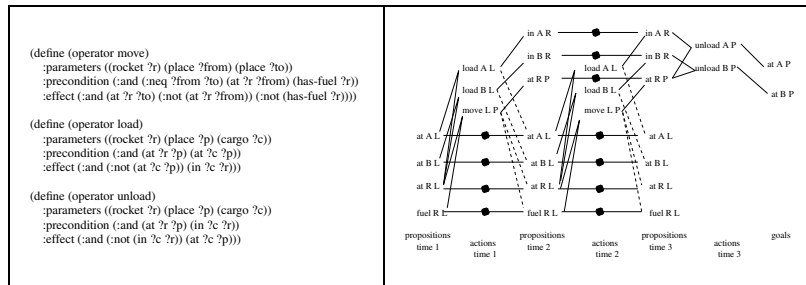 (define (operator move)
:parameters ((rocket ?r) (place ?from) (place ?to))
:precondition (:and (:neq ?from ?to) (at ?r ?from) (has-fuel ?r))
:effect (:and (at ?r ?to) (:not (at ?r ?from)) (:not (has-fuel ?r))))
(define (operator load)
:parameters ((rocket ?r) (place ?p) (cargo ?c))
:precondition (:and (at ?r ?p) (at ?c ?p))
:effect (:and (:not (at ?c ?p)) (in ?c ?r)))
(define (operator unload)
:parameters ((rocket ?r) (place ?p) (cargo ?c))
:precondition (:and (at ?r ?p) (in ?c ?r))
:effect (:and (:not (in ?c ?r)) (at ?c ?p)))
in A R in A R
unload A P
in B R in B R
load A L load A L unload B P at A P
at R P at R P
load B L load B L at B P
move L P move L P
at A L at A L at A L
at B L at B L at B L
at R L at R L at R L
fuel R L fuel R L fuel R L
propositions propositions propositions goals
time 1 actions time 2 actions time 3 actions
time 1 time 2 time 3